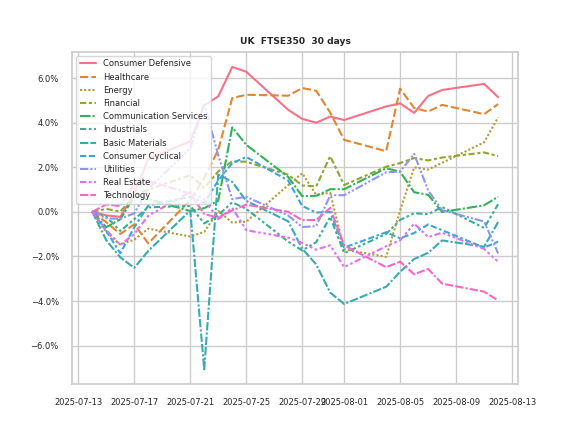 UK  FTSE350  30 days
Consumer Defensive
Healthcare
Energy
Financial
Communication Services
Industrials
Basic Materials
Consumer Cyclical
Utilities
Real Estate
Technology
6.0%
4.0%
2.0%
0.0%
−2.0%
−4.0%
−6.0%
2025-07-13 2025-07-17 2025-07-21 2025-07-25 2025-07-29 2025-08-01 2025-08-05 2025-08-09 2025-08-13